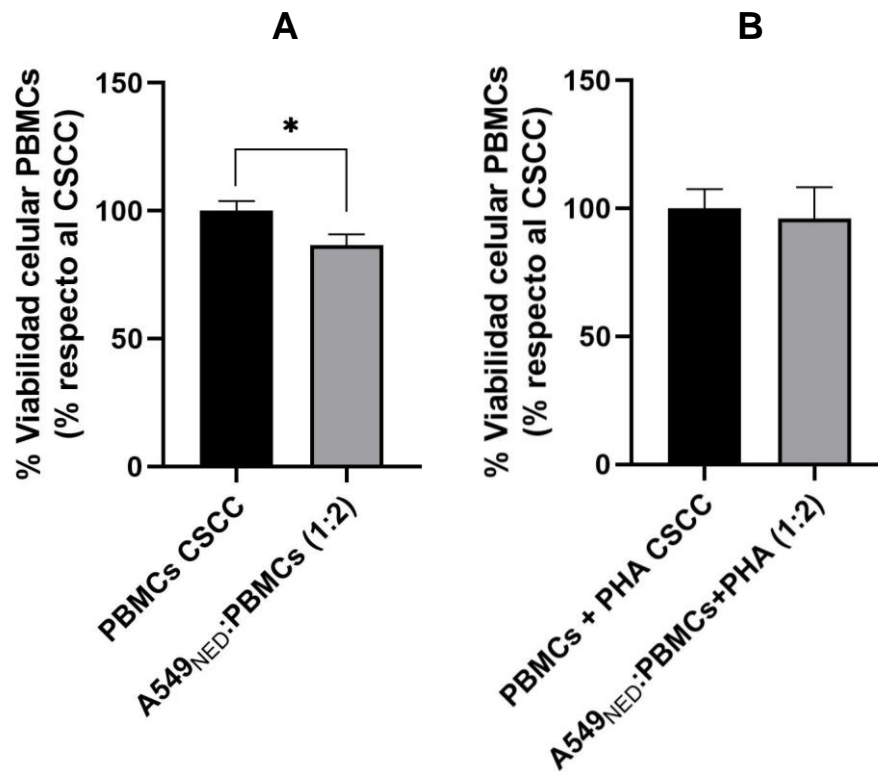 A
% Viabilidad celular PBMCs
(% respecto al CSCC)
150
100
50
0
*
PBMCs CSCC
A549NED:PBMCs (1:2)
B
% Viabilidad celular PBMCs
(% respecto al CSCC)
150
100
50
0
PBMCs + PHA CSCC
A549NED:PBMCs+PHA (1:2)